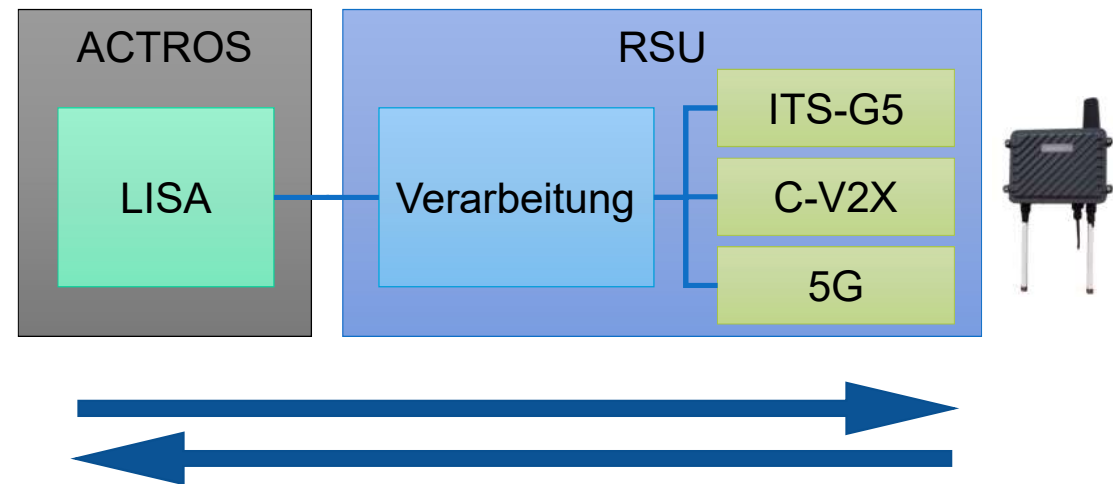 ACTROS
LISA
RSU
Verarbeitung
ITS-G5
C-V2X
5G